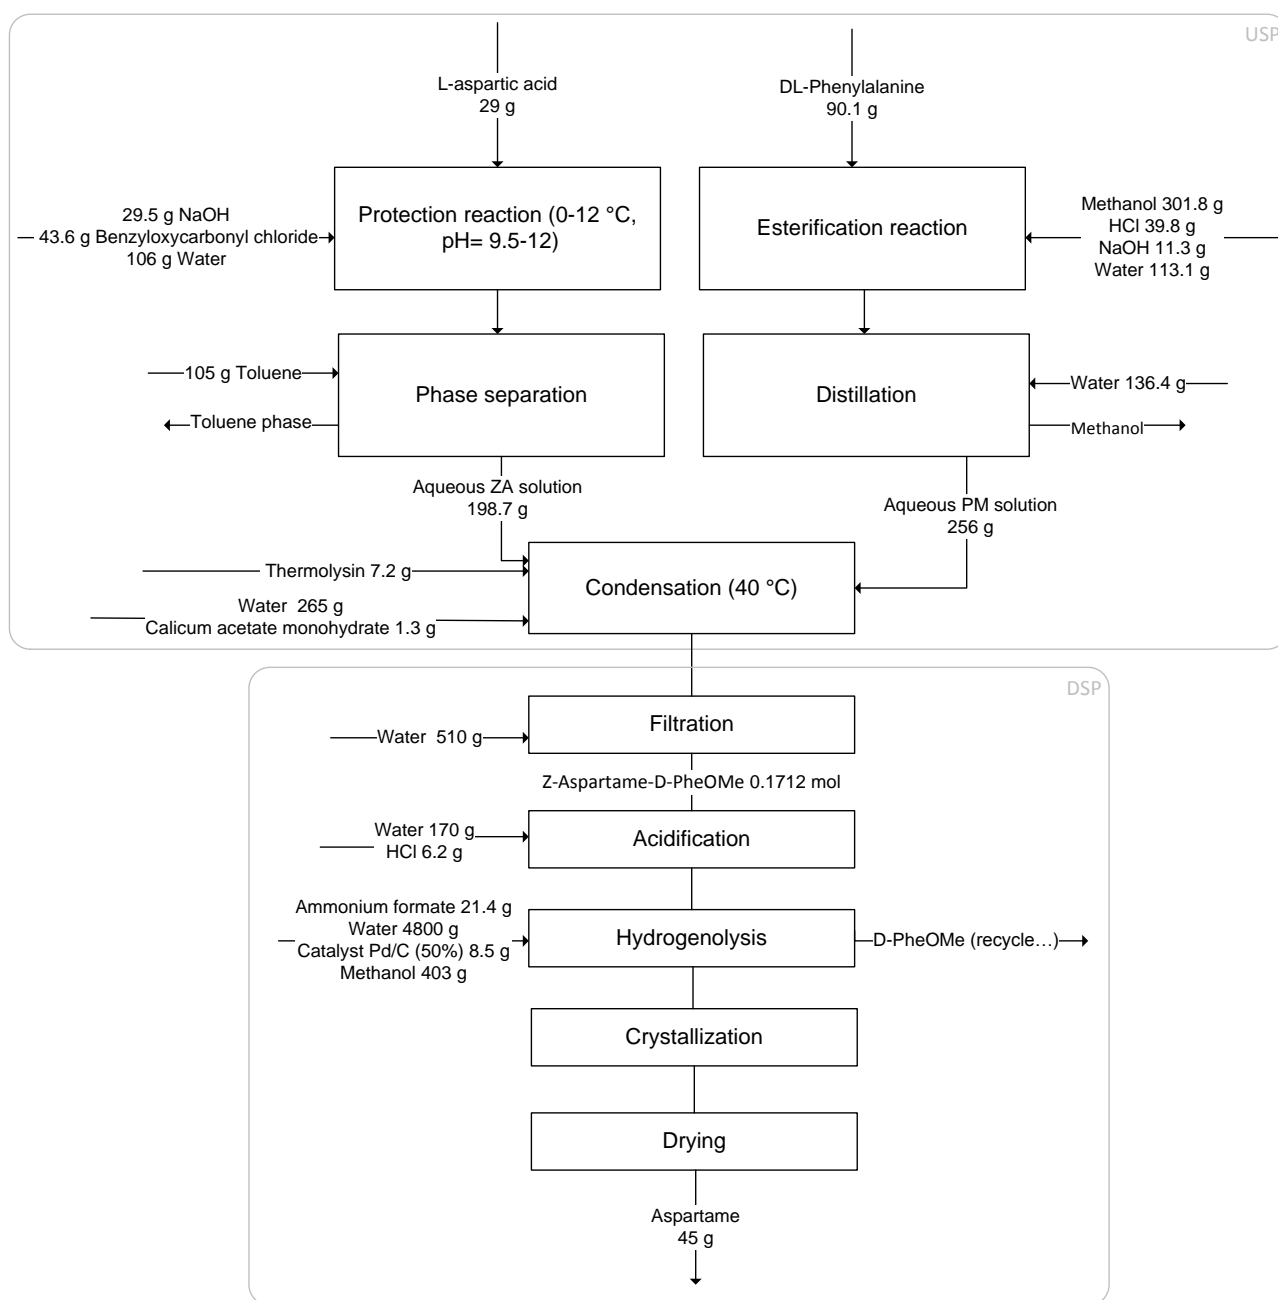 USP
L-aspartic acid
29 g
DL-Phenylalanine
90.1 g
29.5 g NaOH
43.6 g Benzyloxycarbonyl chloride
106 g Water
Protection reaction (0-12 °C,
pH= 9.5-12)
Esterification reaction
Methanol 301.8 g
HCl 39.8 g
NaOH 11.3 g
Water 113.1 g
105 g Toluene
Toluene phase
Phase separation
Distillation
Water 136.4 g
Methanol
Aqueous ZA solution
198.7 g
Aqueous PM solution
256 g
Thermolysin 7.2 g
Water 265 g
Calicum acetate monohydrate 1.3 g
Condensation (40 °C)
DSP
Water 510 g
Filtration
Z-Aspartame-D-PheOMe 0.1712 mol
Water 170 g
HCl 6.2 g
Acidification
Ammonium formate 21.4 g
Water 4800 g
Catalyst Pd/C (50%) 8.5 g
Methanol 403 g
Hydrogenolysis
D-PheOMe (recycle…)
Crystallization
Drying
Aspartame
45 g